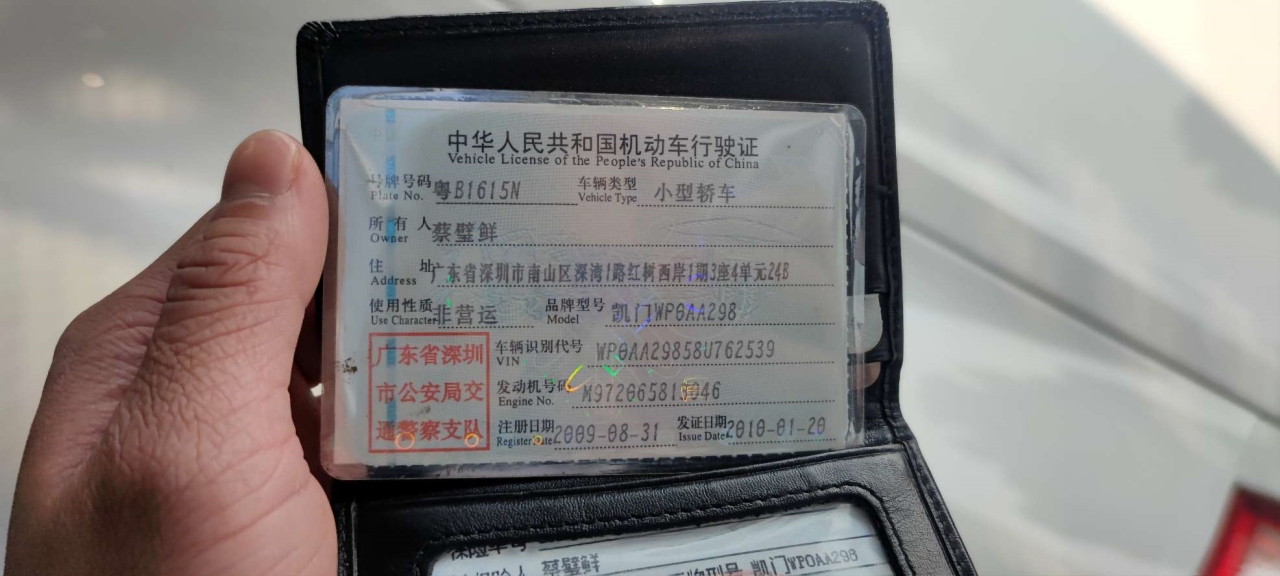 中华人民共和国机动车行驶证
Vehicle License of the People's Republic of China
号牌号码 粤B1615N 车辆类型 小型轿车
Plate No. Vehicle Type
所有人 蔡璧鲜
Owner
住址 广东省深圳市南山区深湾1路红树西岸1期3座4单元24B
Address
使用性质 非营运 品牌型号 凯门WP0AA298
Use Character Model
广东省深圳
市公安局交
通警察支队
车辆识别代号 WP0AA29858U762539
VIN
发动机号码
Engine No.
注册日期 2009-08-31 发证日期 2010-01-20
Register Date Issue Date
蔡璧鲜 凯门WP0AA298